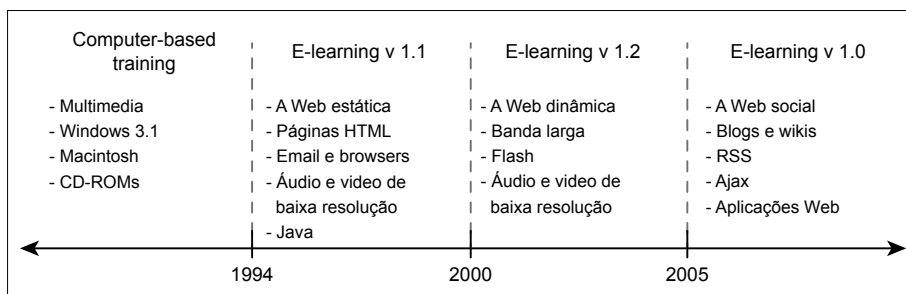 Computer-based
training
- Multimedia
- Windows 3.1
- Macintosh
- CD-ROMs
E-learning v 1.1
- A Web estática
- Páginas HTML
- Email e browsers
- Áudio e video de
baixa resolução
- Java
E-learning v 1.2
- A Web dinâmica
- Banda larga
- Flash
- Áudio e video de
baixa resolução
E-learning v 1.0
- A Web social
- Blogs e wikis
- RSS
- Ajax
- Aplicações Web
1994
2000
2005